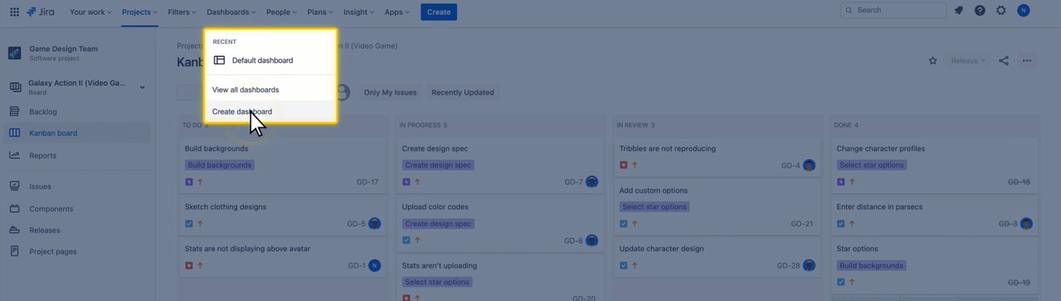 Jira Your work Projects Filters Dashboards People Plans Insight Apps Create Search
Game Design Team
Software project
Galaxy Action II (Video Ga
Board
Backlog
Kanban board
Reports
Issues
Components
Releases
Project pages
Projects
n II (Video Game)
Kanb
Release
RECENT
Default dashboard
View all dashboards
Create dashboard
Only My Issues Recently Updated
TO DO
Build backgrounds
Build backgrounds
GD-17
Sketch clothing designs
GD-5
Stats are not displaying above avatar
GD-1
IN PROGRESS 5
Create design spec
Create design spec
GD-7
Upload color codes
Create design spec
GD-8
Stats aren't uploading
Select star options
GD-20
IN REVIEW 3
Tribbles are not reproducing
GD-4
Add custom options
Select star options
GD-21
Update character design
GD-28
DONE 4
Change character profiles
Select star options
GD-18
Enter distance in parsecs
GD-3
Star options
Build backgrounds
GD-19